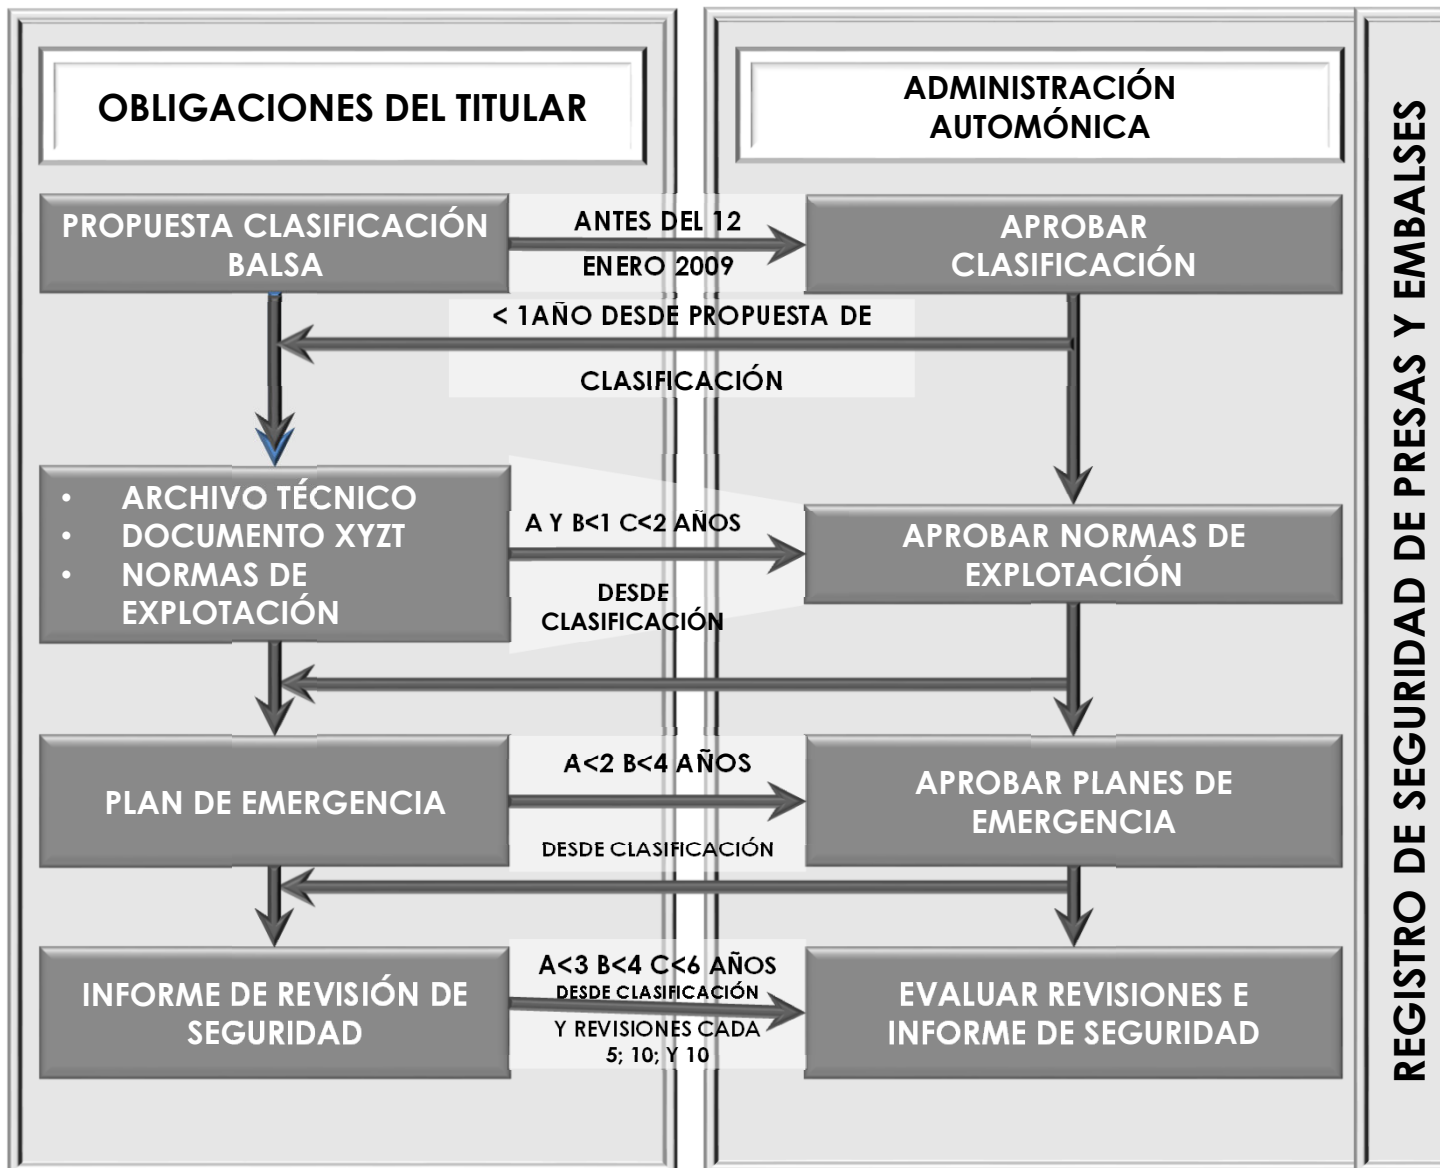 OBLIGACIONES DEL TITULAR
ADMINISTRACIÓN
AUTOMÓNICA
PROPUESTA CLASIFICACIÓN
BALSA
ANTES DEL 12
ENERO 2009
APROBAR
CLASIFICACIÓN
< 1AÑO DESDE PROPUESTA DE
CLASIFICACIÓN
• ARCHIVO TÉCNICO
• DOCUMENTO XYZT
• NORMAS DE
EXPLOTACIÓN
A Y B<1 C<2 AÑOS
DESDE
CLASIFICACIÓN
APROBAR NORMAS DE
EXPLOTACIÓN
PLAN DE EMERGENCIA
A<2 B<4 AÑOS
DESDE CLASIFICACIÓN
APROBAR PLANES DE
EMERGENCIA
INFORME DE REVISIÓN DE
SEGURIDAD
A<3 B<4 C<6 AÑOS
DESDE CLASIFICACIÓN
Y REVISIONES CADA
5; 10; Y 10
EVALUAR REVISIONES E
INFORME DE SEGURIDAD
REGISTRO DE SEGURIDAD DE PRESAS Y EMBALSES